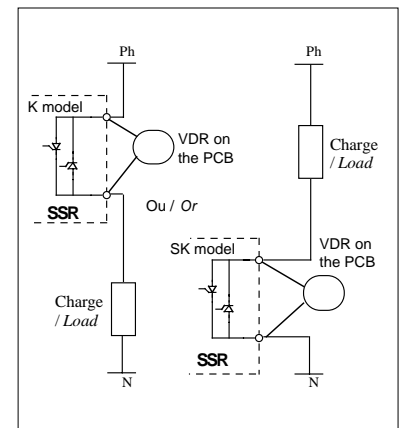 Ph
K model
VDR on
the PCB
SSR
Ou / Or
Charge
/ Load
N
Ph
Charge
/ Load
SK model
VDR on
the PCB
SSR
N